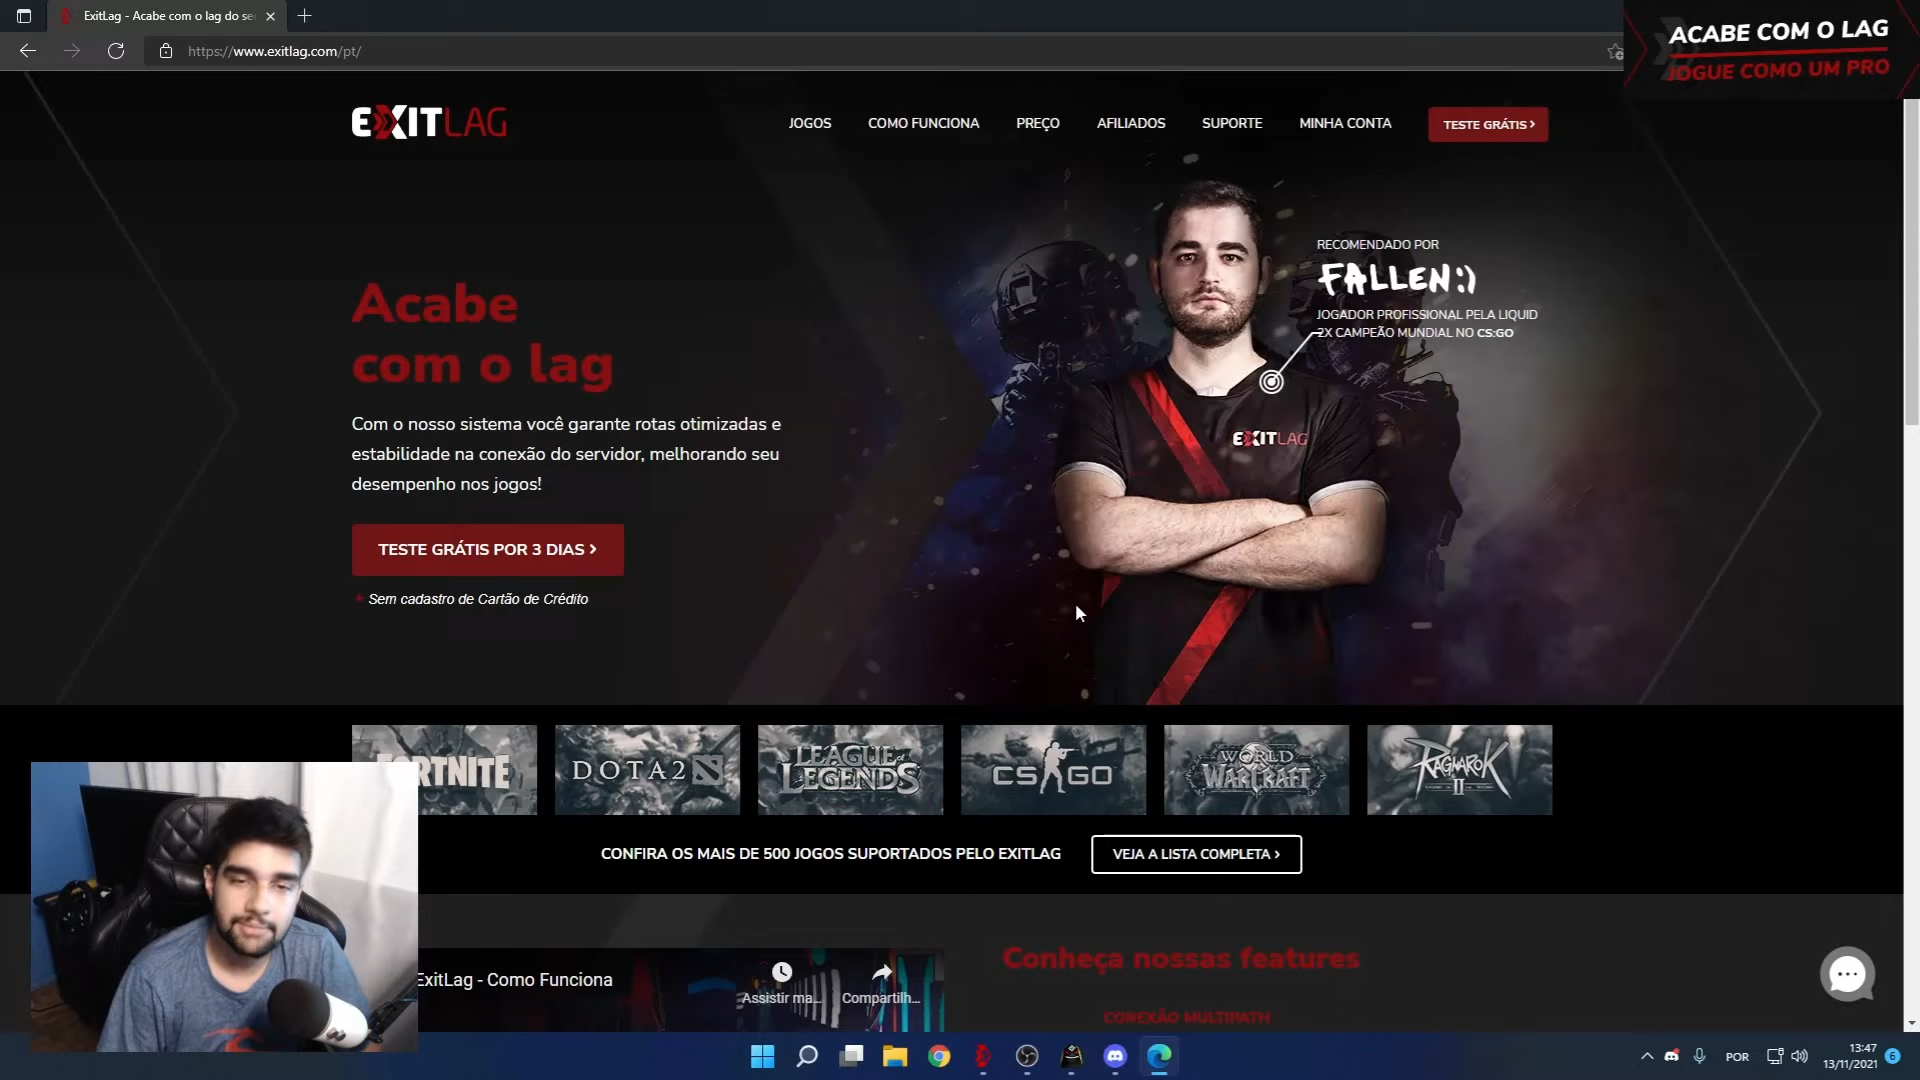 ExitLag - Acabe com o lag do se
https://www.exitlag.com/pt/
ACABE COM O LAG
JOGUE COMO UM PRO
EXITLAG
JOGOS
COMO FUNCIONA
PREÇO
AFILIADOS
SUPORTE
MINHA CONTA
TESTE GRÁTIS
RECOMENDADO POR
FALLEN:)
JOGADOR PROFISSIONAL PELA LIQUID
2X CAMPEÃO MUNDIAL NO CS:GO
Acabe
com o lag
Com o nosso sistema você garante rotas otimizadas e
estabilidade na conexão do servidor, melhorando seu
desempenho nos jogos!
EXITLAG
TESTE GRÁTIS POR 3 DIAS
* Sem cadastro de Cartão de Crédito
RTNITE
DOTA 2
LEAGUE of LEGENDS
CS GO
WORLD WARCRAFT
RAGNAROK II
CONFIRA OS MAIS DE 500 JOGOS SUPORTADOS PELO EXITLAG
VEJA A LISTA COMPLETA
ExitLag - Como Funciona
Assistir ma...
Compartilh...
Conheça nossas features
CONEXÃO MULTIPATH
POR
13:47
13/11/2021
6